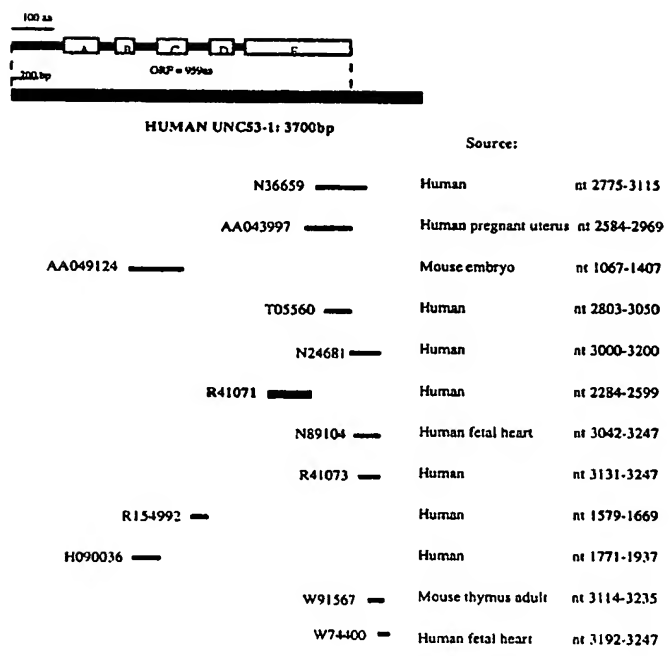 100 aa
A B C D E
ORF = 959aa
200bp
HUMAN UNC53-1: 3700bp
Source:
N36659 Human nt 2775-3115
AA043997 Human pregnant uterus nt 2584-2969
AA049124 Mouse embryo nt 1067-1407
T05560 Human nt 2803-3050
N24681 Human nt 3000-3200
R41071 Human nt 2284-2599
N89104 Human fetal heart nt 3042-3247
R41073 Human nt 3131-3247
R154992 Human nt 1579-1669
H090036 Human nt 1771-1937
W91567 Mouse thymus adult nt 3114-3235
W74400 Human fetal heart nt 3192-3247